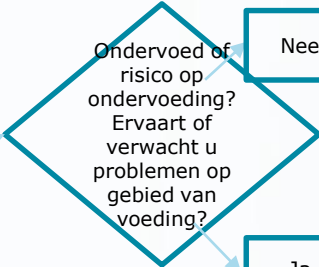 Ondervoed of
risico op
ondervoeding?
Ervaart of
verwacht u
problemen op
gebied van
voeding?
Nee
Ja